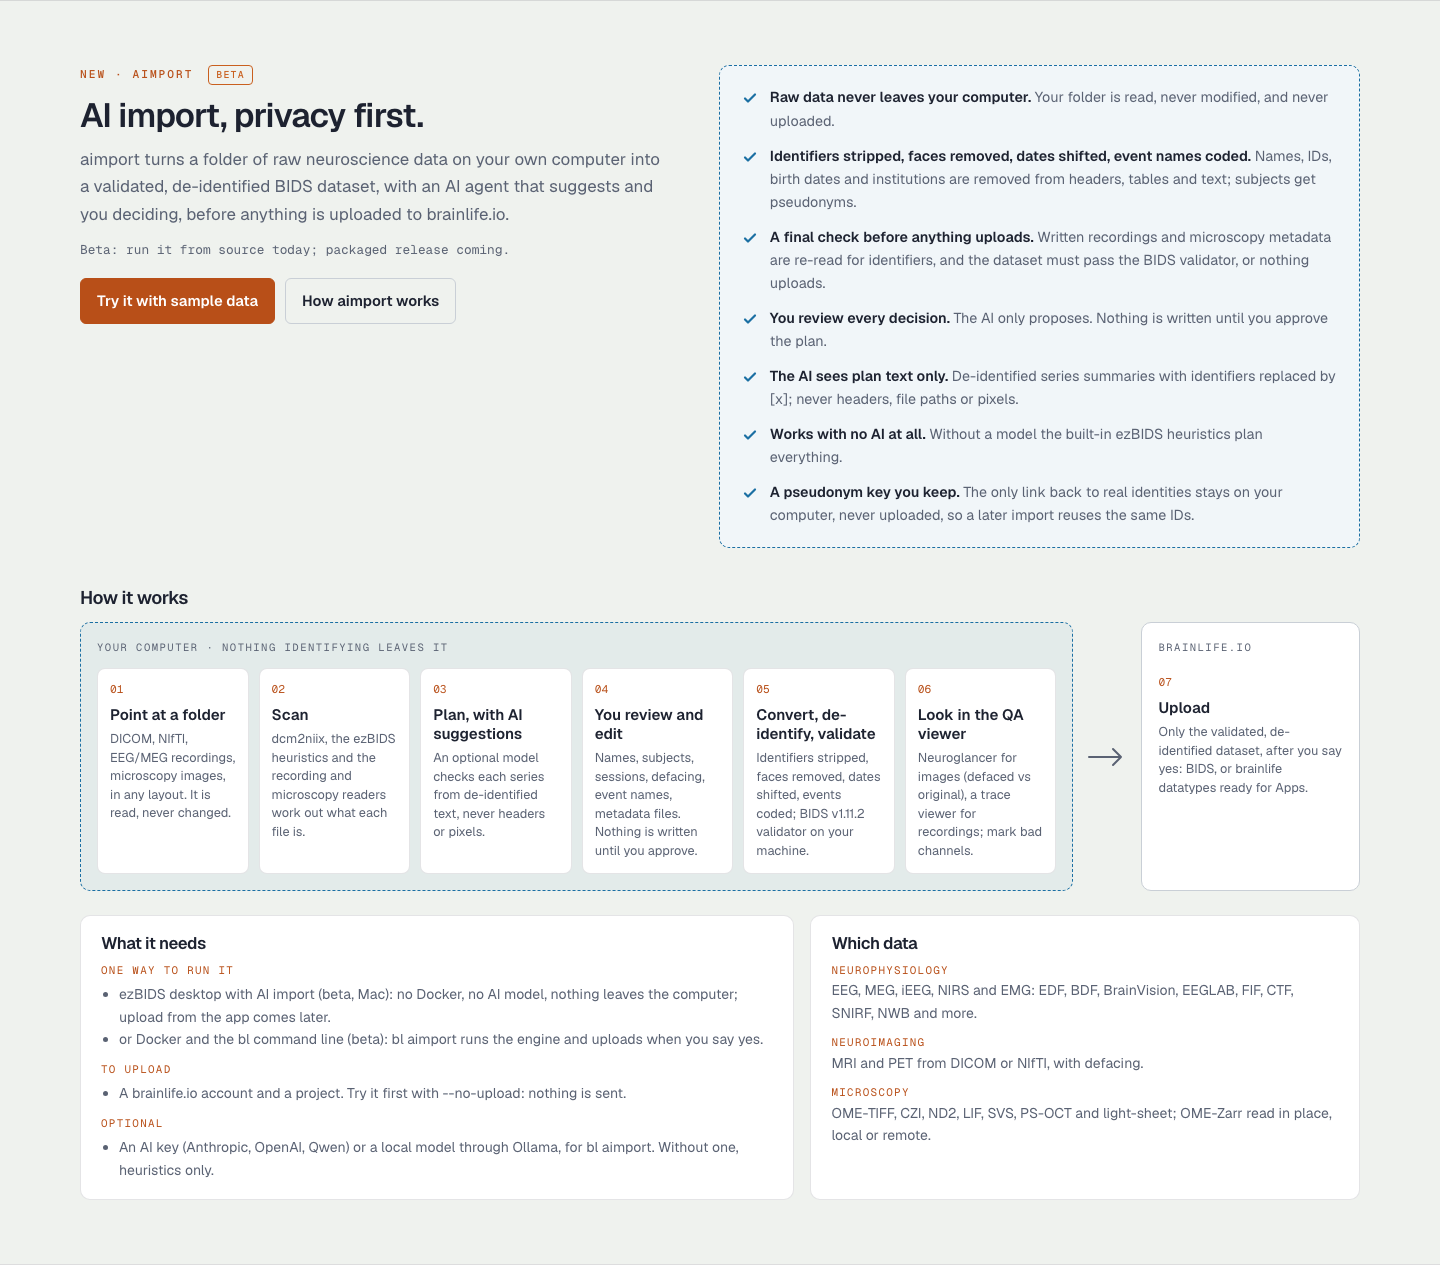 NEW · AIMPORT BETA
AI import, privacy first.
aimport turns a folder of raw neuroscience data on your own computer into
a validated, de-identified BIDS dataset, with an AI agent that suggests and
you deciding, before anything is uploaded to brainlife.io.
Beta: run it from source today; packaged release coming.
Try it with sample data
How aimport works
Raw data never leaves your computer. Your folder is read, never modified, and never
uploaded.
Identifiers stripped, faces removed, dates shifted, event names coded. Names, IDs,
birth dates and institutions are removed from headers, tables and text; subjects get
pseudonyms.
A final check before anything uploads. Written recordings and microscopy metadata
are re-read for identifiers, and the dataset must pass the BIDS validator, or nothing
uploads.
You review every decision. The AI only proposes. Nothing is written until you approve
the plan.
The AI sees plan text only. De-identified series summaries with identifiers replaced by
[x]; never headers, file paths or pixels.
Works with no AI at all. Without a model the built-in ezBIDS heuristics plan
everything.
A pseudonym key you keep. The only link back to real identities stays on your
computer, never uploaded, so a later import reuses the same IDs.
How it works
YOUR COMPUTER · NOTHING IDENTIFYING LEAVES IT
01
Point at a folder
DICOM, NIfTI,
EEG/MEG recordings,
microscopy images,
in any layout. It is
read, never changed.
02
Scan
dcm2niix, the ezBIDS
heuristics and the
recording and
microscopy readers
work out what each
file is.
03
Plan, with AI
suggestions
An optional model
checks each series
from de-identified
text, never headers
or pixels.
04
You review and
edit
Names, subjects,
sessions, defacing,
event names,
metadata files.
Nothing is written
until you approve.
05
Convert, de-
identify, validate
Identifiers stripped,
faces removed, dates
shifted, events
coded; BIDS v1.11.2
validator on your
machine.
06
Look in the QA
viewer
Neuroglancer for
images (defaced vs
original), a trace
viewer for
recordings; mark bad
channels.
BRAINLIFE.IO
07
Upload
Only the validated, de-
identified dataset, after you say
yes: BIDS, or brainlife
datatypes ready for Apps.
What it needs
ONE WAY TO RUN IT
• ezBIDS desktop with AI import (beta, Mac): no Docker, no AI model, nothing leaves the computer;
upload from the app comes later.
• or Docker and the bl command line (beta): bl aimport runs the engine and uploads when you say yes.
TO UPLOAD
• A brainlife.io account and a project. Try it first with --no-upload: nothing is sent.
OPTIONAL
• An AI key (Anthropic, OpenAI, Qwen) or a local model through Ollama, for bl aimport. Without one,
heuristics only.
Which data
NEUROPHYSIOLOGY
EEG, MEG, iEEG, NIRS and EMG: EDF, BDF, BrainVision, EEGLAB, FIF, CTF,
SNIRF, NWB and more.
NEUROIMAGING
MRI and PET from DICOM or NIfTI, with defacing.
MICROSCOPY
OME-TIFF, CZI, ND2, LIF, SVS, PS-OCT and light-sheet; OME-Zarr read in place,
local or remote.